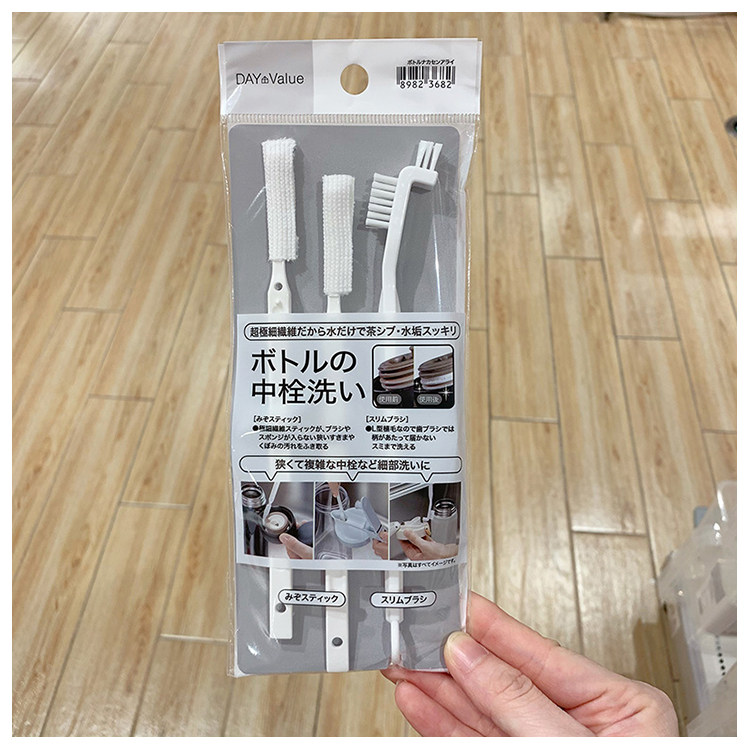 DAY Value
ボトルナカセンアライ
8982 3682
超極細繊維だから水だけで茶シブ・水垢スッキリ
ボトルの
中栓洗い
使用前
使用後
[みぞスティック]
●極細繊維スティックが、ブラシや
スポンジが入らない狭いすきまや
くぼみの汚れをふき取る
[スリムブラシ]
●L型植毛なので歯ブラシでは
柄があたって届かない
スミまで洗える
狭くて複雑な中栓など細部洗いに
※写真はすべてイメージです。
みぞスティック
スリムブラシ